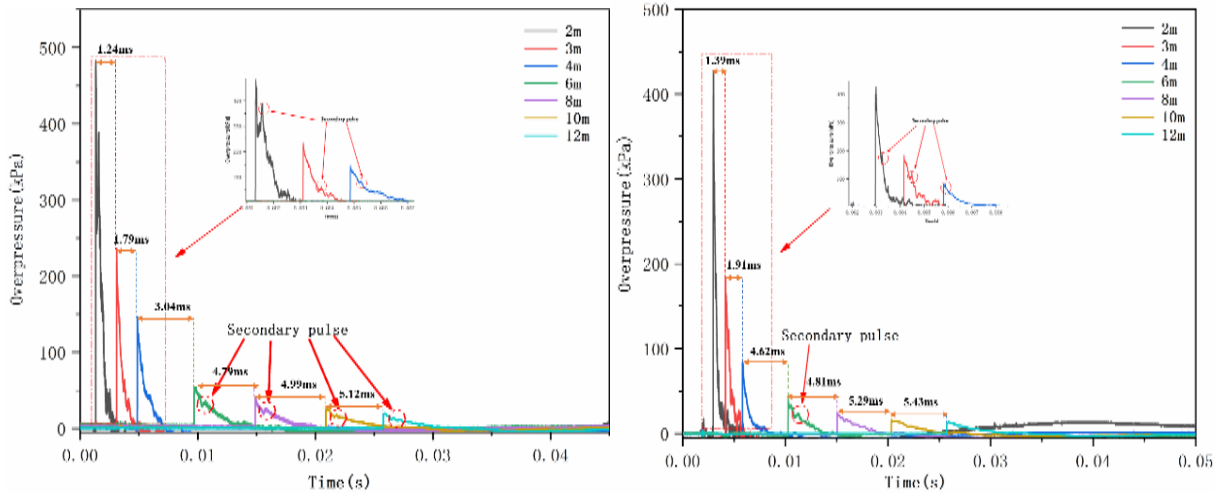 500
400
300
200
100
0
0.00
0.01
0.02
0.03
0.04
Overpressure(kPa)
Time(s)
1.24ms
1.79ms
3.04ms
4.79ms
4.99ms
5.12ms
Secondary pulse
Secondary pulse
2m
3m
4m
6m
8m
10m
12m
500
400
300
200
100
0
0.00
0.01
0.02
0.03
0.04
0.05
Overpressure(kPa)
Time(s)
1.39ms
1.91ms
4.62ms
4.81ms
5.29ms
5.43ms
Secondary pulse
Secondary pulse
2m
3m
4m
6m
8m
10m
12m